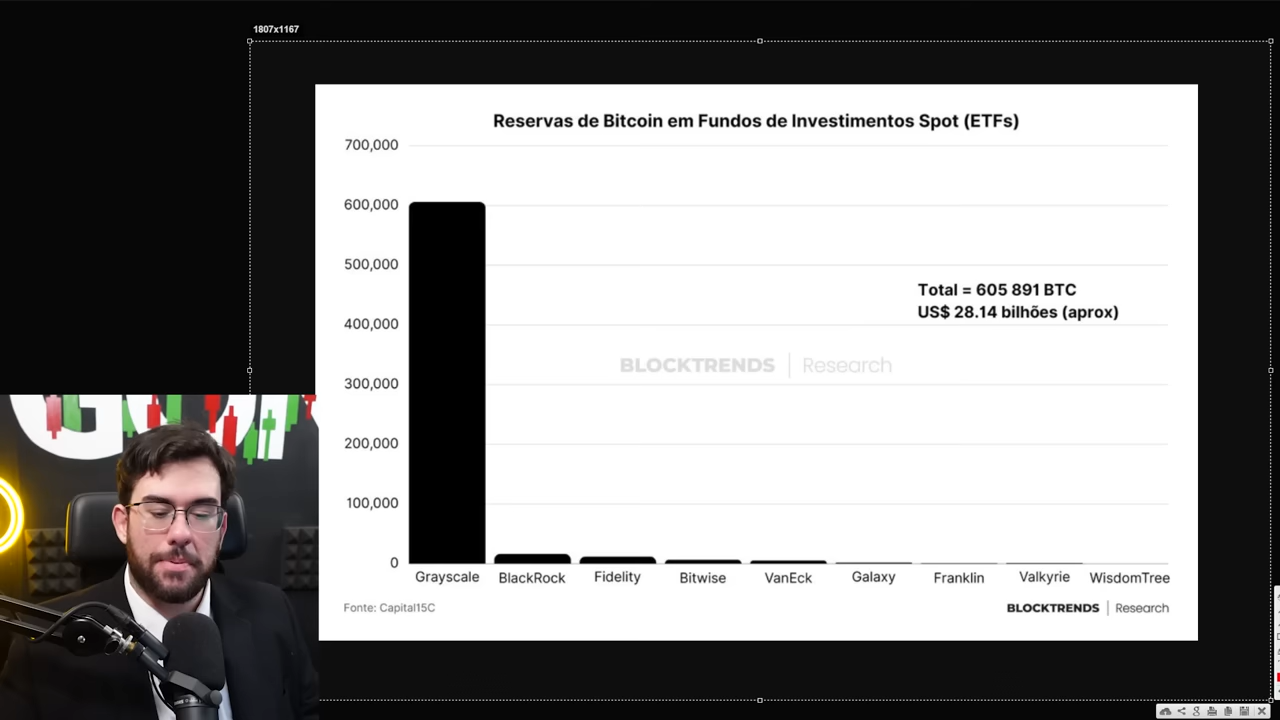 1807x1167
Reservas de Bitcoin em Fundos de Investimentos Spot (ETFs)
700,000
600,000
500,000
400,000
300,000
200,000
100,000
0
Total = 605 891 BTC
US$ 28.14 bilhões (aprox)
BLOCKTRENDS | Research
Grayscale
BlackRock
Fidelity
Bitwise
VanEck
Galaxy
Franklin
Valkyrie
WisdomTree
Fonte: Capital15C
BLOCKTRENDS | Research